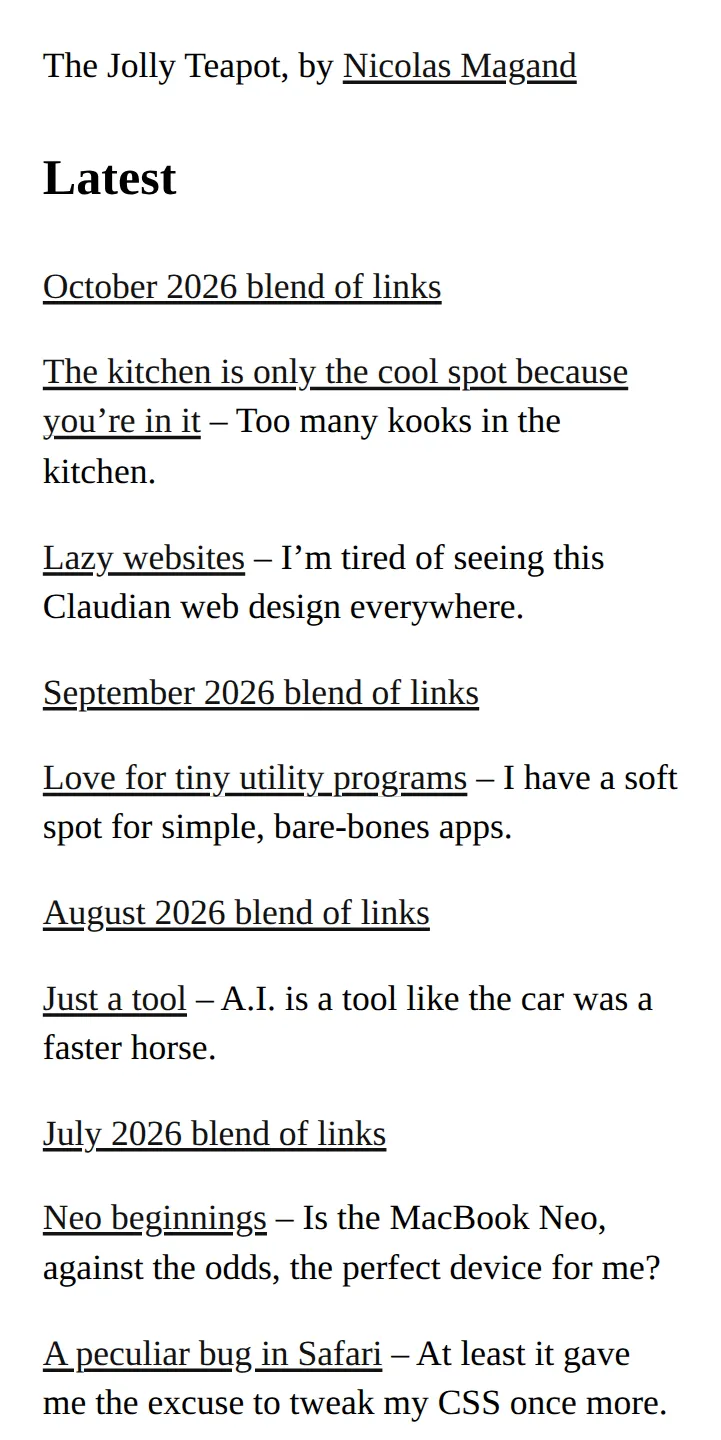 The Jolly Teapot, by Nicolas Magand
Latest
October 2026 blend of links
The kitchen is only the cool spot because
you’re in it – Too many kooks in the
kitchen.
Lazy websites – I’m tired of seeing this
Claudian web design everywhere.
September 2026 blend of links
Love for tiny utility programs – I have a soft
spot for simple, bare-bones apps.
August 2026 blend of links
Just a tool – A.I. is a tool like the car was a
faster horse.
July 2026 blend of links
Neo beginnings – Is the MacBook Neo,
against the odds, the perfect device for me?
A peculiar bug in Safari – At least it gave
me the excuse to tweak my CSS once more.